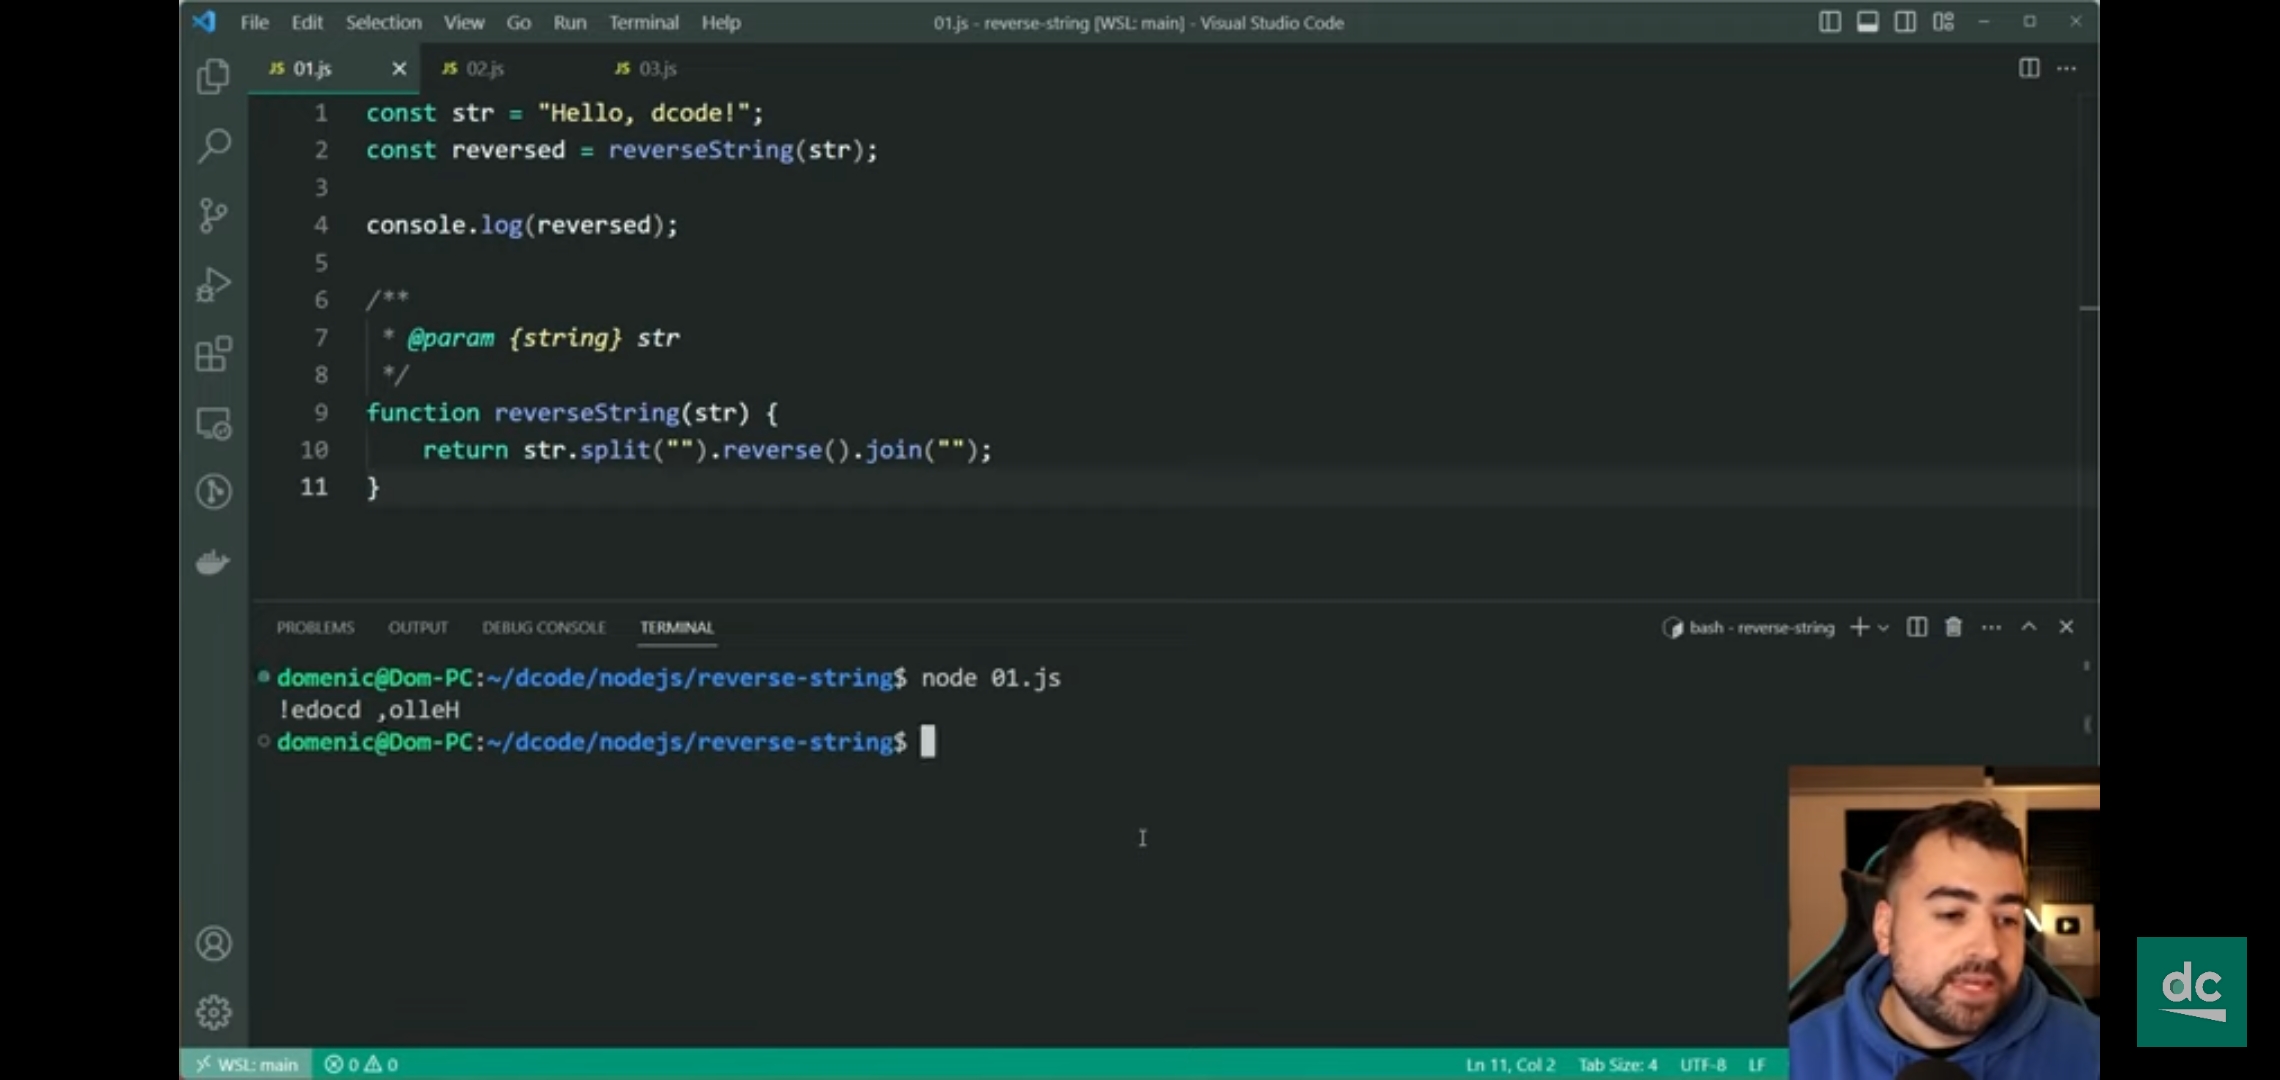 File Edit Selection View Go Run Terminal Help
01.js - reverse-string [WSL: main] - Visual Studio Code
JS 01.js
JS 02.js
JS 03.js
1 const str = "Hello, dcode!";
2 const reversed = reverseString(str);
3
4 console.log(reversed);
5
6 /**
7 * @param {string} str
8 */
9 function reverseString(str) {
10 return str.split("").reverse().join("");
11 }
PROBLEMS OUTPUT DEBUG CONSOLE TERMINAL
bash - reverse-string
domenic@Dom-PC:~/dcode/nodejs/reverse-string$ node 01.js
!edocd ,olleH
domenic@Dom-PC:~/dcode/nodejs/reverse-string$
dc
WSL: main 0 0
Ln 11, Col 2 Tab Size: 4 UTF-8 LF